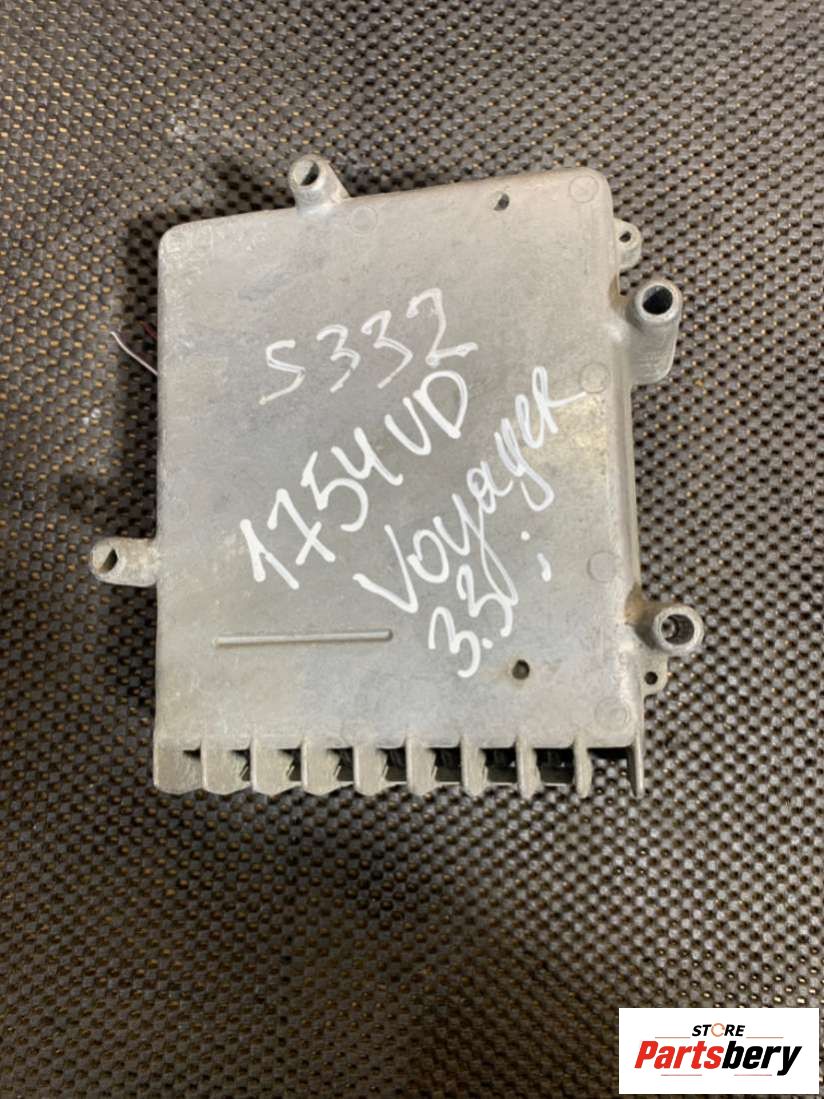 S332
1754UD
Voyager
3.3i
STORE
Partsbery